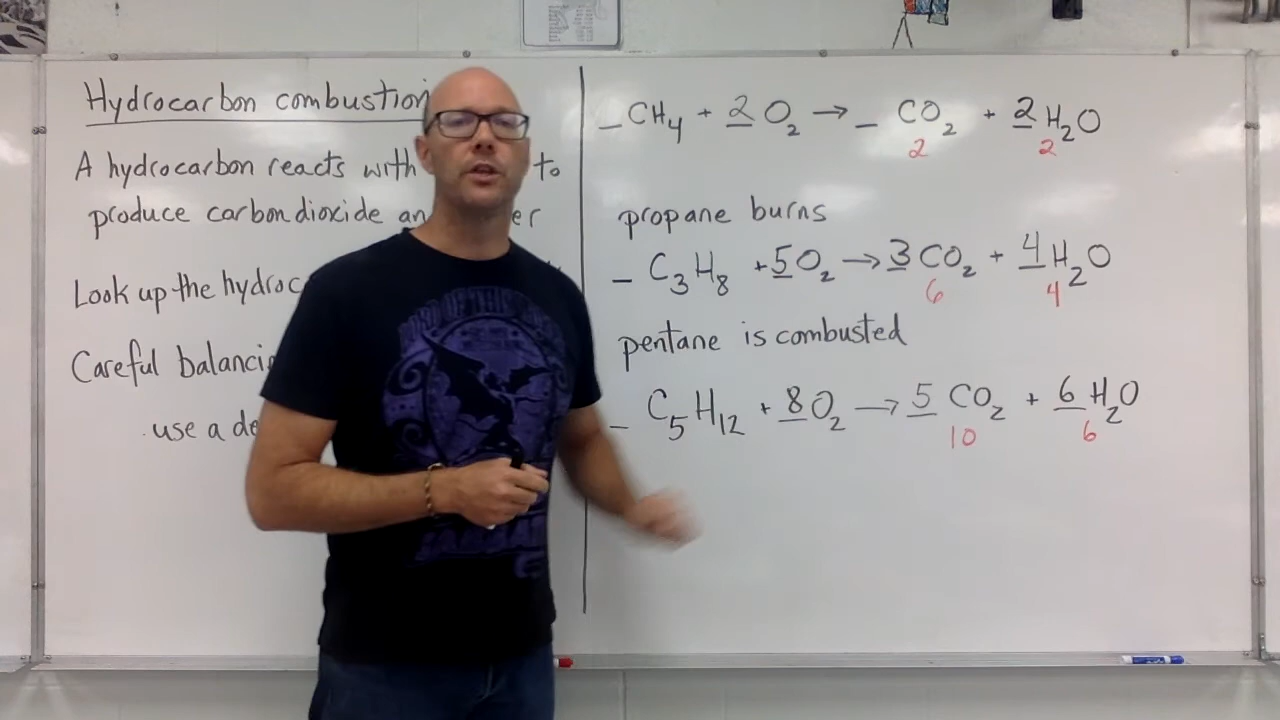 Hydrocarbon combustion
A hydrocarbon reacts with to
produce carbon dioxide an er
Look up the hydroc
Careful balanci
use a de
_ CH₄ + 2 O₂ → _ CO₂ + 2 H₂O
2 2
propane burns
_ C₃H₈ + 5 O₂ → 3 CO₂ + 4 H₂O
6 4
pentane is combusted
_ C₅H₁₂ + 8 O₂ → 5 CO₂ + 6 H₂O
10 6